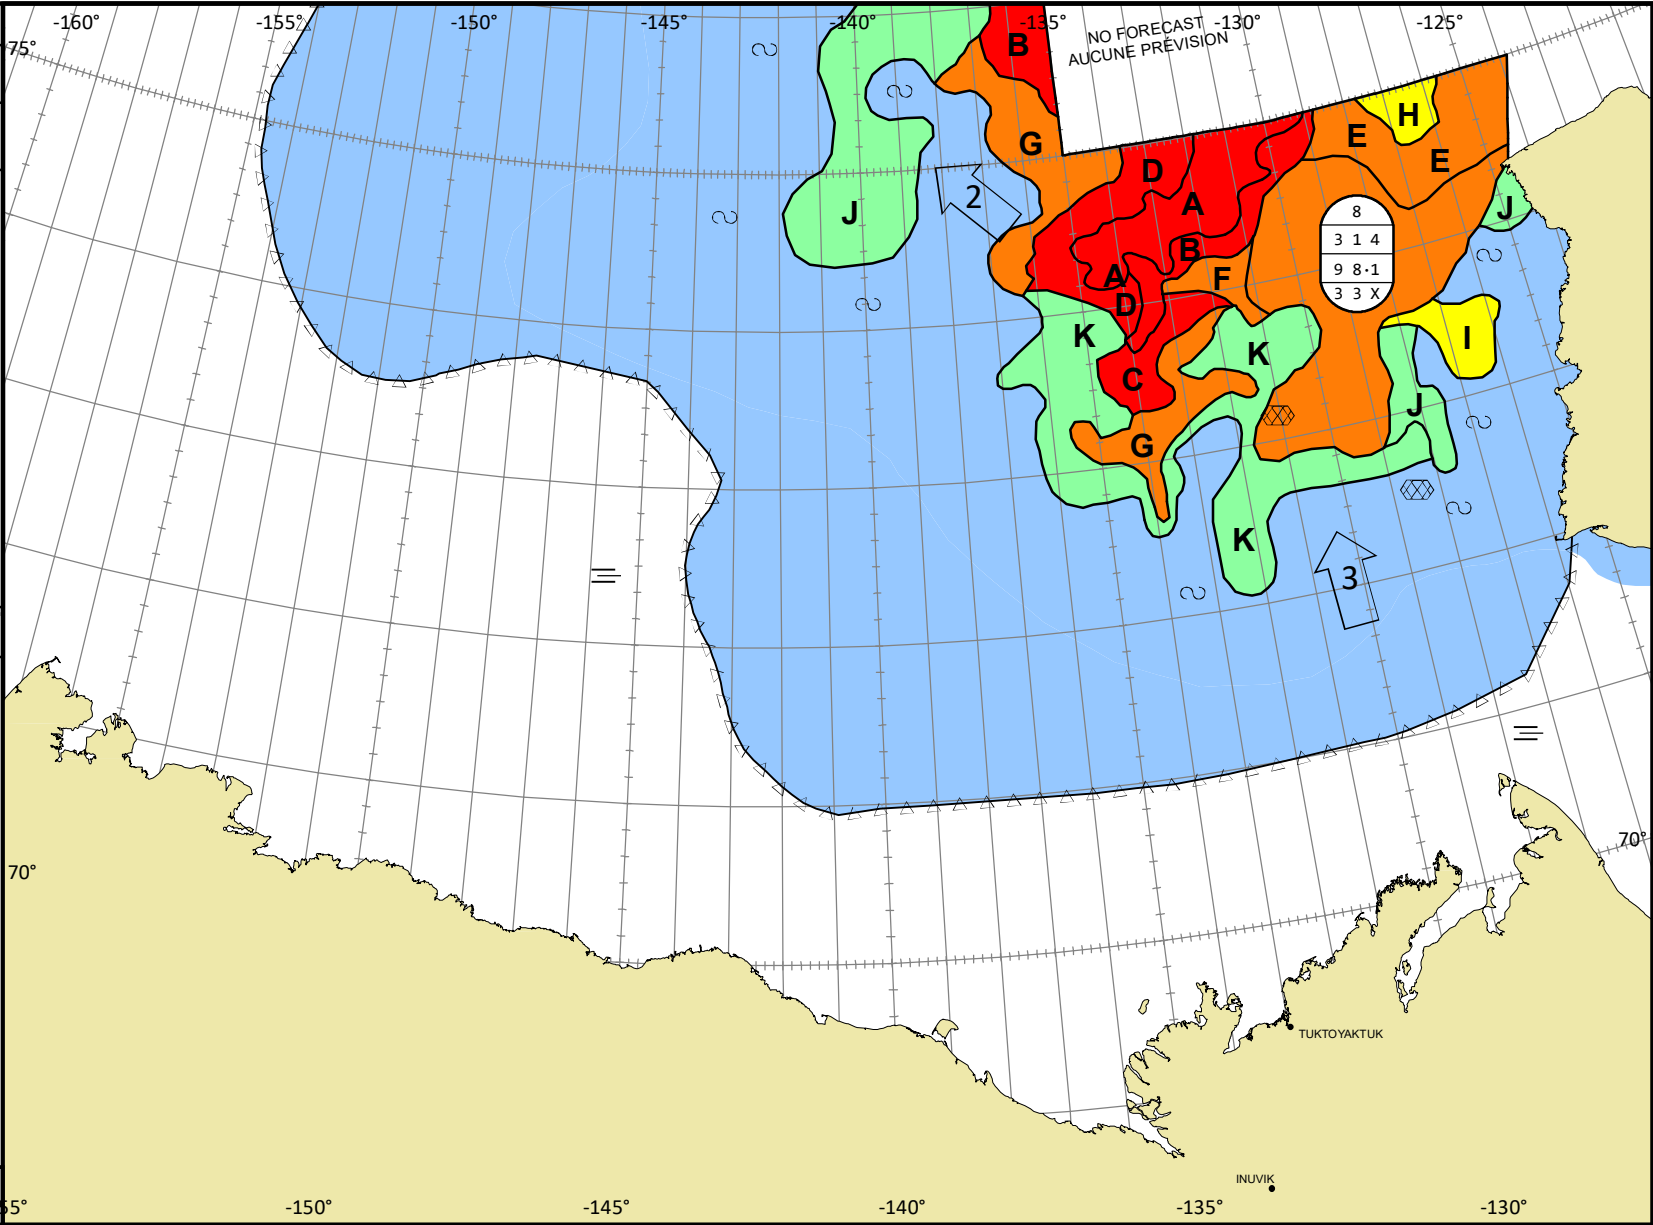 -160°
-155°
-150°
-145°
-140°
-135°
-130°
-125°
NO FORECAST
AUCUNE PRÉVISION
75°
B
H
E
G
D
E
2
A
J
J
8
3 1 4
9 8·1
3 3 X
B
A
F
D
K
I
K
C
J
G
K
3
70°
70°
TUKTOYAKTUK
INUVIK
55°
-150°
-145°
-140°
-135°
-130°